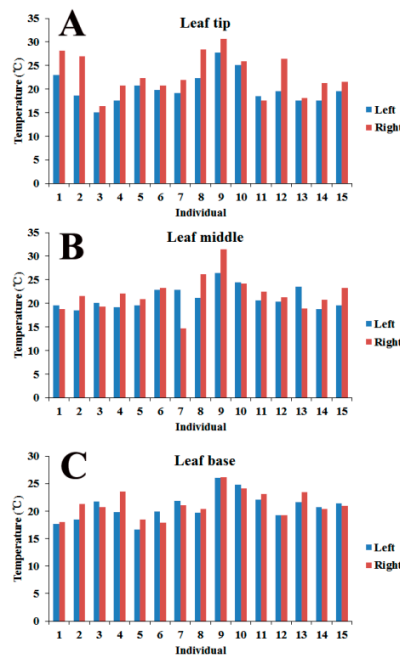 A
Leaf tip
Temperature(℃)
35
30
25
20
15
10
5
0
1 2 3 4 5 6 7 8 9 10 11 12 13 14 15
Individual
Left
Right
B
Leaf middle
Temperature(℃)
35
30
25
20
15
10
5
0
1 2 3 4 5 6 7 8 9 10 11 12 13 14 15
Individual
Left
Right
C
Leaf base
Temperature(℃)
30
25
20
15
10
5
0
1 2 3 4 5 6 7 8 9 10 11 12 13 14 15
Individual
Left
Right